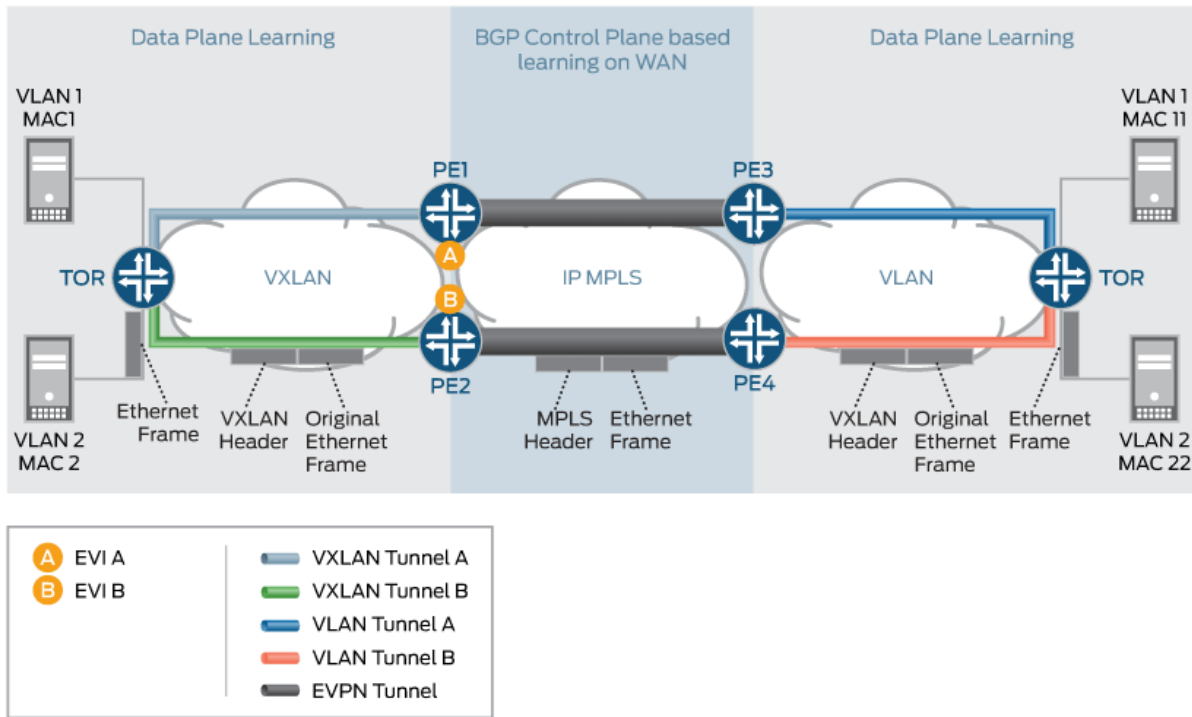 Data Plane Learning
BGP Control Plane based
learning on WAN
Data Plane Learning
VLAN 1
MAC1
VLAN 1
MAC 11
PE1
PE3
A
TOR
VXLAN
IP MPLS
VLAN
TOR
B
PE2
PE4
Ethernet
Frame
VXLAN
Header
Original
Ethernet
Frame
MPLS
Header
Ethernet
Frame
VXLAN
Header
Original
Ethernet
Frame
Ethernet
Frame
VLAN 2
MAC 2
VLAN 2
MAC 22
A EVI A
B EVI B
VXLAN Tunnel A
VXLAN Tunnel B
VLAN Tunnel A
VLAN Tunnel B
EVPN Tunnel